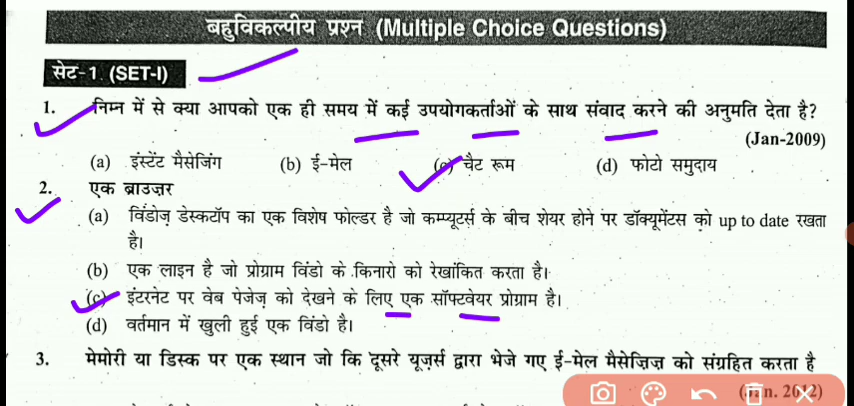 बहुविकल्पीय प्रश्न (Multiple Choice Questions)
सेट-1 (SET-I)
1. निम्न में से क्या आपको एक ही समय में कई उपयोगकर्ताओं के साथ संवाद करने की अनुमति देता है?
(Jan-2009)
(a) इंस्टेंट मैसेजिंग (b) ई-मेल (c) चैट रूम (d) फोटो समुदाय
2. एक ब्राउज़र
(a) विंडोज़ डेस्कटॉप का एक विशेष फोल्डर है जो कम्प्यूटर्स के बीच शेयर होने पर डॉक्यूमेंटस को up to date रखता
है।
(b) एक लाइन है जो प्रोग्राम विंडो के किनारो को रेखांकित करता है।
(c) इंटरनेट पर वेब पेजेज़ को देखने के लिए एक सॉफ्टवेयर प्रोग्राम है।
(d) वर्तमान में खुली हुई एक विंडो है।
3. मेमोरी या डिस्क पर एक स्थान जो कि दूसरे यूज़र्स द्वारा भेजे गए ई-मेल मैसेज़िज़ को संग्रहित करता है